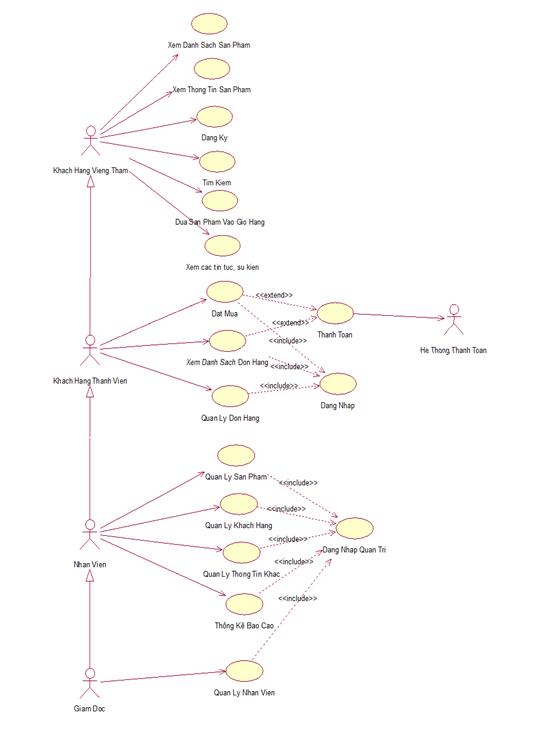 Xem Danh Sach San Pham
Xem Thong Tin San Pham
Dang Ky
Khach Hang Vieng Tham
Tim Kiem
Dua San Pham Vao Gio Hang
Xem cac tin tuc, su kien
<<extend>>
Dat Mua
<<extend>>
Thanh Toan
<<include>>
He Thong Thanh Toan
Xem Danh Sach Don Hang
<<include>>
Khach Hang Thanh Vien
<<include>>
Dang Nhap
Quan Ly Don Hang
Quan Ly San Pham
<<include>>
<<include>>
Quan Ly Khach Hang
<<include>>
Dang Nhap Quan Tri
Nhan Vien
<<include>>
Quan Ly Thong Tin Khac
<<include>>
Thông Kê Bao Cao
Quan Ly Nhan Vien
Giam Doc